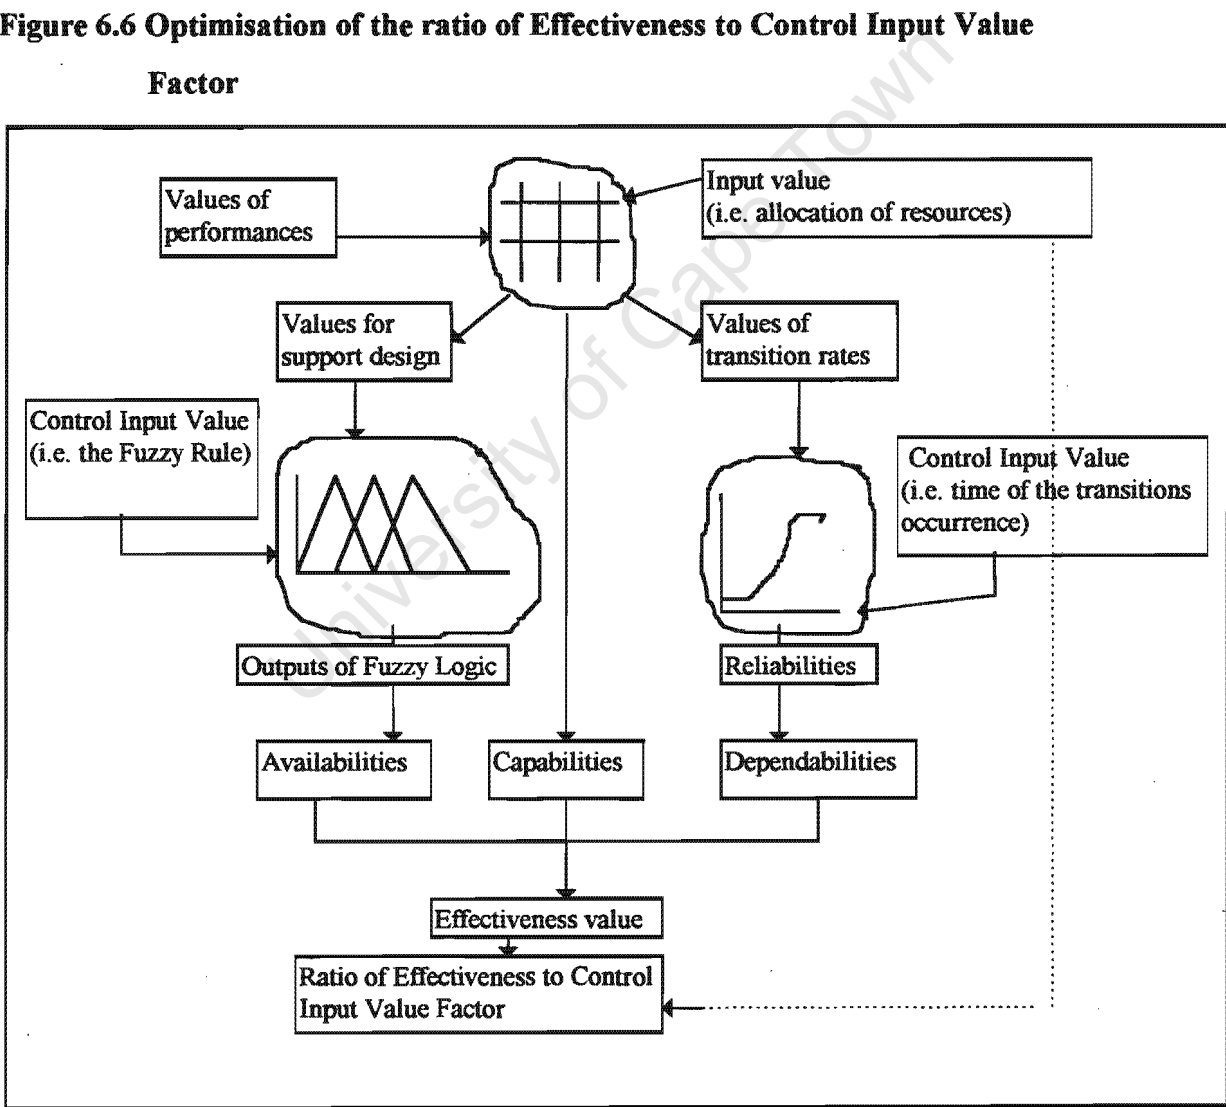 Figure 6.6 Optimisation of the ratio of Effectiveness to Control Input Value
Factor
Values of
performances
Input value
(i.e. allocation of resources)
Values for
support design
Values of
transition rates
Control Input Value
(i.e. the Fuzzy Rule)
Control Input Value
(i.e. time of the transitions
occurrence)
Outputs of Fuzzy Logic
Reliabilities
Availabilities
Capabilities
Dependabilities
Effectiveness value
Ratio of Effectiveness to Control
Input Value Factor
University of Cape Town